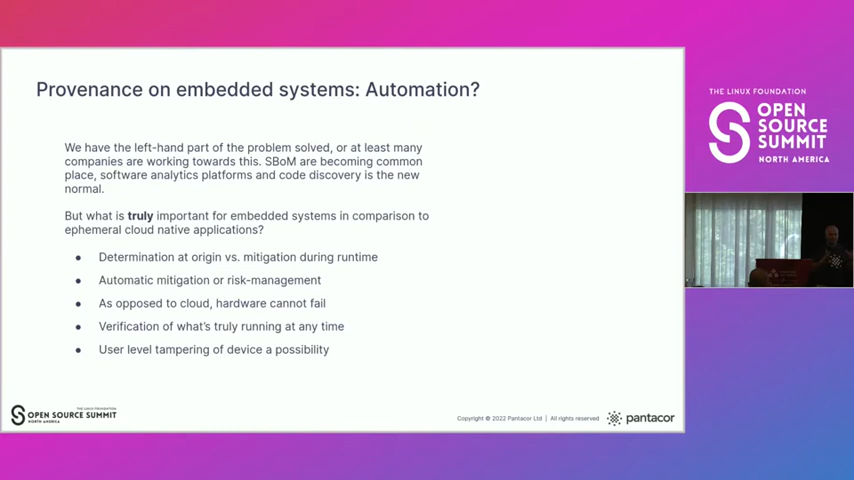 Provenance on embedded systems: Automation?
We have the left-hand part of the problem solved, or at least many
companies are working towards this. SBoM are becoming common
place, software analytics platforms and code discovery is the new
normal.
But what is truly important for embedded systems in comparison to
ephemeral cloud native applications?
● Determination at origin vs. mitigation during runtime
● Automatic mitigation or risk-management
● As opposed to cloud, hardware cannot fail
● Verification of what's truly running at any time
● User level tampering of device a possibility
THE LINUX FOUNDATION
OPEN SOURCE SUMMIT
NORTH AMERICA
Copyright © 2022 Pantacor Ltd | All rights reserved
pantacor
THE LINUX FOUNDATION
OPEN
SOURCE
SUMMIT
NORTH AMERICA